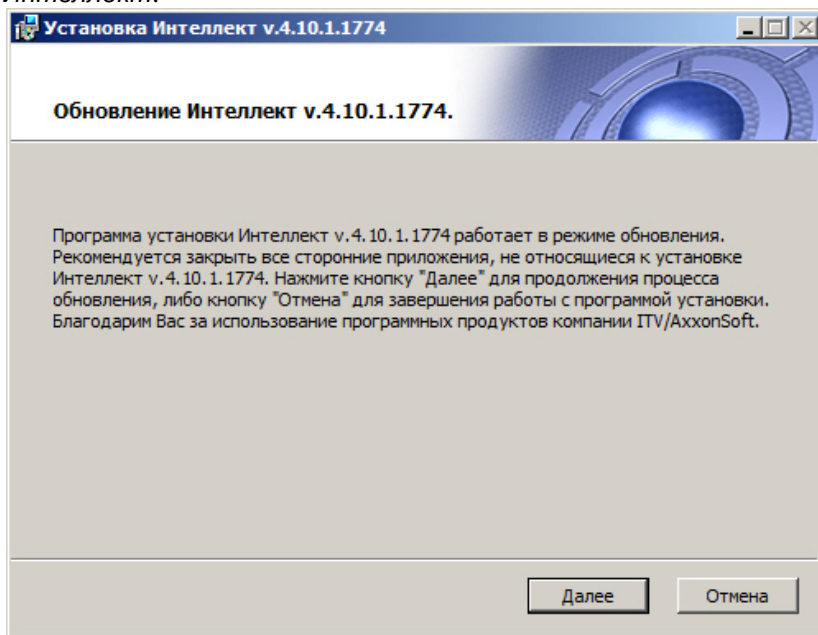 Интеллект.
Установка Интеллект v.4.10.1.1774
Обновление Интеллект v.4.10.1.1774.
Программа установки Интеллект v.4.10.1.1774 работает в режиме обновления.
Рекомендуется закрыть все сторонние приложения, не относящиеся к установке
Интеллект v.4.10.1.1774. Нажмите кнопку "Далее" для продолжения процесса
обновления, либо кнопку "Отмена" для завершения работы с программой установки.
Благодарим Вас за использование программных продуктов компании ITV/AxxonSoft.
Далее
Отмена